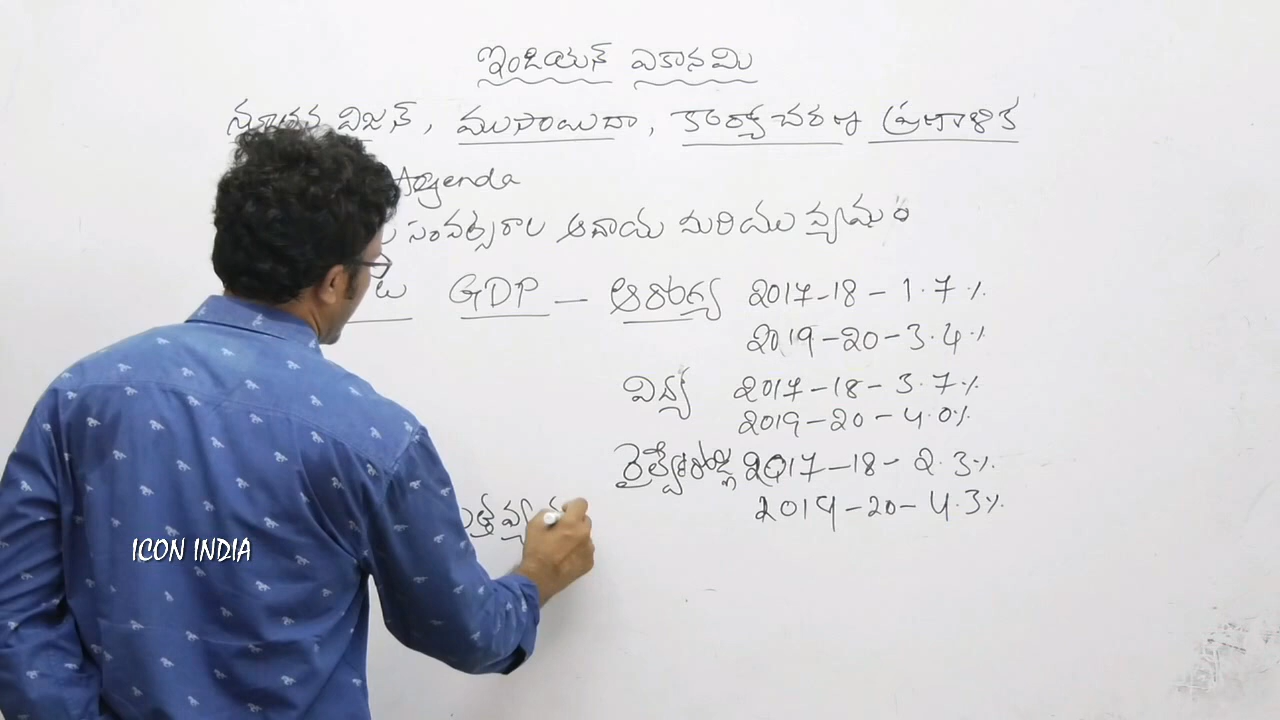 ఇండియన్ ఎకానమి
నూతన విజన్, ముసాయిదా, కార్యాచరణ ప్రణాళిక
Agenda
సంవత్సరాల ఆదాయ మరియు వ్యయం
లు GDP – ఆరోగ్య 2017-18 - 1.7%
2019-20-3.4%
విద్య 2017-18-3.7%
2019-20-4.0%
రైల్వే రోడ్లు 2017-18- 2.3%
2019-20-4.3%
ICON INDIA